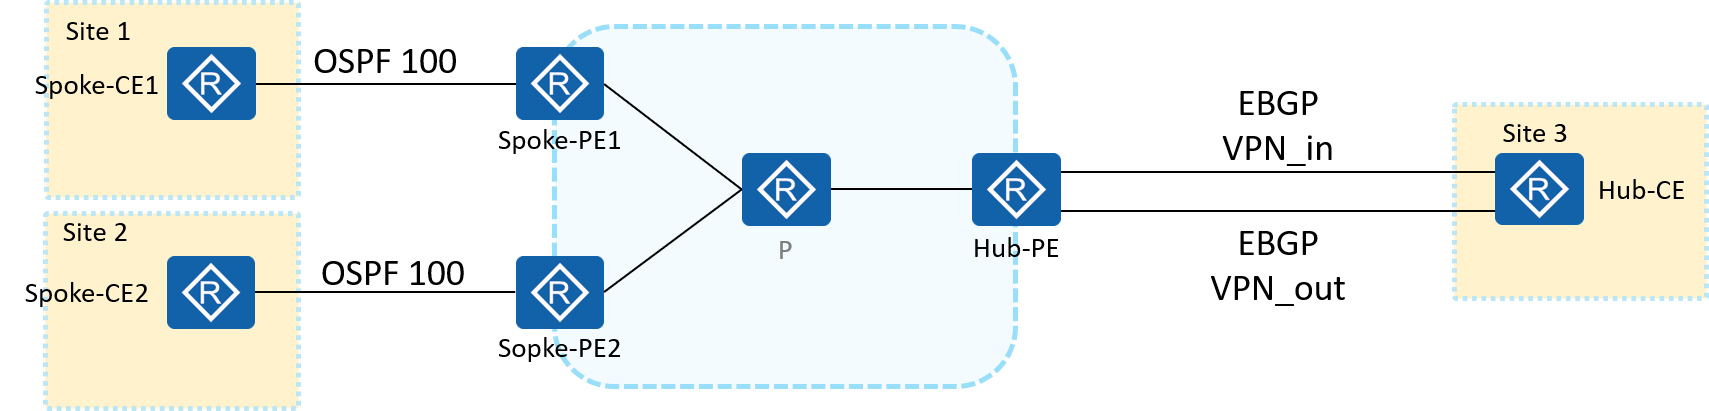 Site 1
Spoke-CE1
R
OSPF 100
R
Spoke-PE1
Site 2
Spoke-CE2
R
OSPF 100
R
Sopke-PE2
R
P
R
Hub-PE
EBGP
VPN_in
EBGP
VPN_out
Site 3
R
Hub-CE